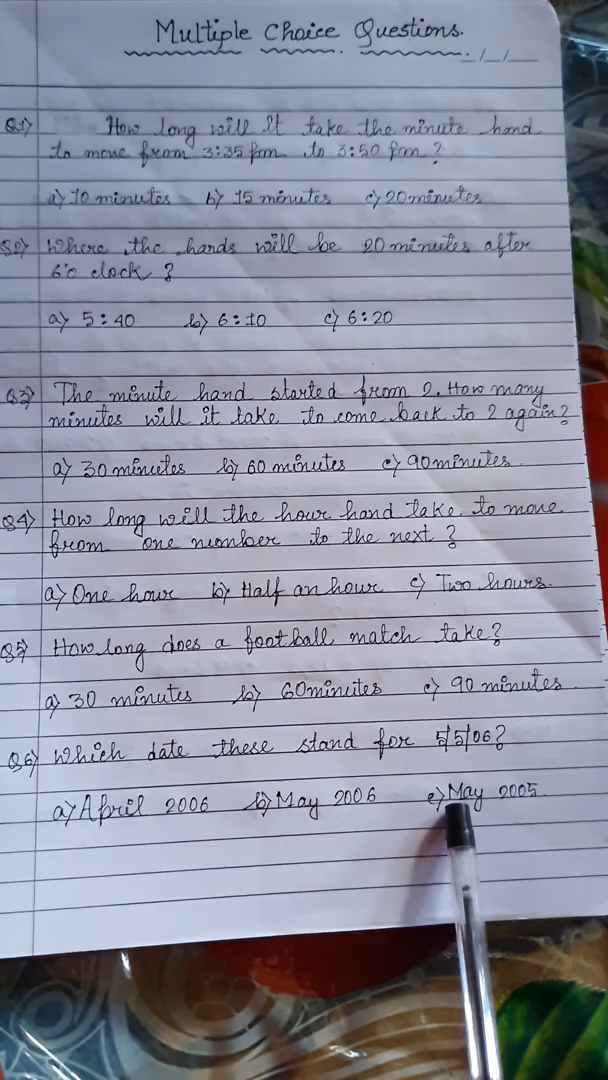 Multiple Choice Questions.
_/_/_
Q1) How long will It take the minute hand
to move from 3:35 pm to 3:50 pm?
a) 10 minutes b) 15 minutes c) 20 minutes
Q2) Where the hands will be 20 minutes after
6'o clock?
a) 5:40 b) 6:10 c) 6:20
Q3) The minute hand started from 2. How many
minutes will it take to come back to 2 again?
a) 30 minutes b) 60 minutes c) 90 minutes.
Q4) How long will the hour hand take to move
from one number to the next?
a) One hour b) Half an hour c) Two hours.
Q5) How long does a football match take?
a) 30 minutes b) 60 minutes c) 90 minutes.
Q6) Which date these stand for 5/5/06?
a) April 2006 b) May 2006 c) May 2005.